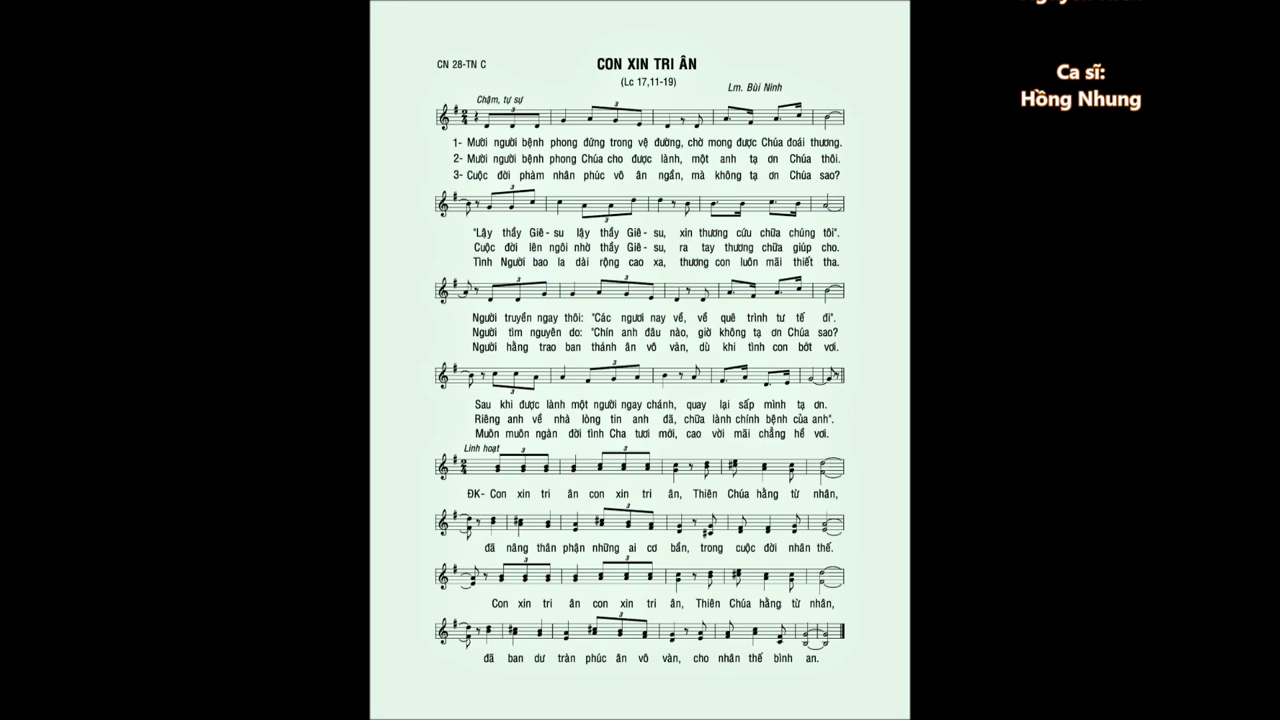 CN 28-TN C
CON XIN TRI ÂN
(Lc 17,11-19)
Lm. Bùi Ninh
Chậm, tự sự
1- Mười người bệnh phong đứng trong vệ đường, chờ mong được Chúa đoái thương.
2- Mười người bệnh phong Chúa cho được lành, một anh tạ ơn Chúa thôi.
3- Cuộc đời phàm nhân phúc vô ân ngần, mà không tạ ơn Chúa sao?
"Lậy thầy Giê - su lậy thầy Giê - su, xin thương cứu chữa chúng tôi".
Cuộc đời lên ngôi nhờ thầy Giê - su, ra tay thương chữa giúp cho.
Tình Người bao la dài rộng cao xa, thương con luôn mãi thiết tha.
Người truyền ngay thôi: "Các ngươi nay về, về quê trình tư tế đi".
Người tìm nguyên do: "Chín anh đâu nào, giờ không tạ ơn Chúa sao?
Người hằng trao ban thánh ân vô vàn, dù khi tình con bớt vơi.
Sau khi được lành một người ngay chánh, quay lại sấp mình tạ ơn.
Riêng anh về nhà lòng tin anh đã, chữa lành chính bệnh của anh".
Muôn muôn ngàn đời tình Cha tươi mới, cao vời mãi chẳng hề vơi.
Linh hoạt
ĐK- Con xin tri ân con xin tri ân, Thiên Chúa hằng từ nhân,
đã nâng thân phận những ai cơ bần, trong cuộc đời nhân thế.
Con xin tri ân con xin tri ân, Thiên Chúa hằng từ nhân,
đã ban dư tràn phúc ân vô vàn, cho nhân thế bình an.
Ca sĩ:
Hồng Nhung